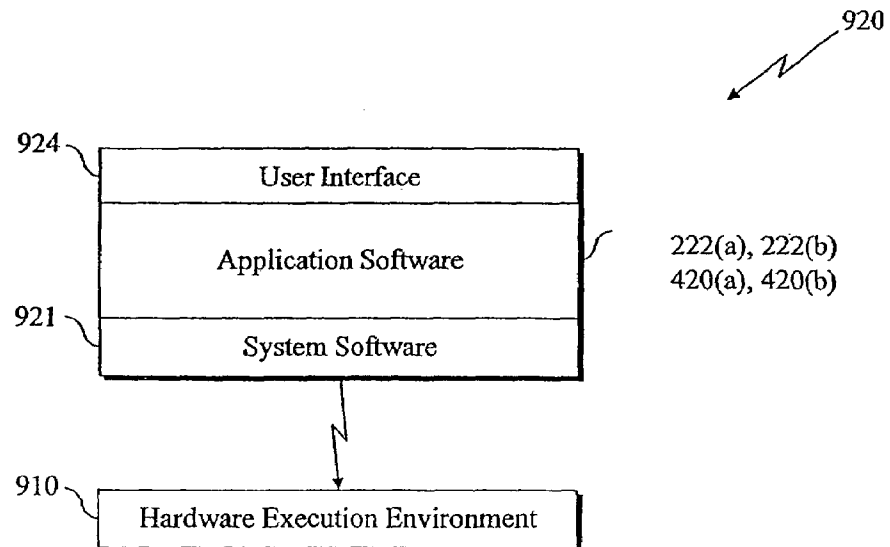 920
924
User Interface
Application Software
222(a), 222(b)
420(a), 420(b)
921
System Software
910
Hardware Execution Environment